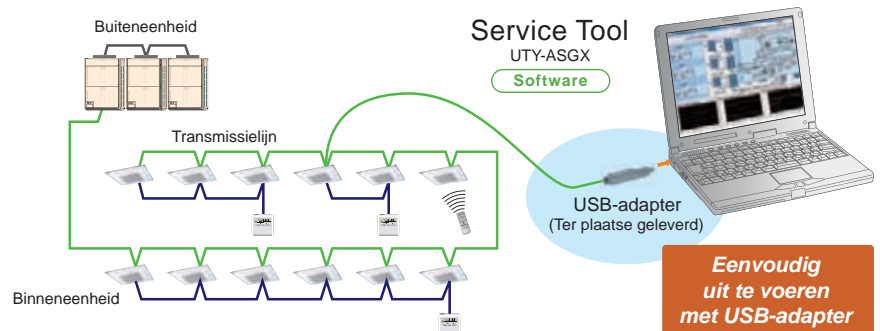 Buiteneenheid
Service Tool
UTY-ASGX
Software
Transmissielijn
USB-adapter
(Ter plaatse geleverd)
Binneneenheid
Eenvoudig
uit te voeren
met USB-adapter